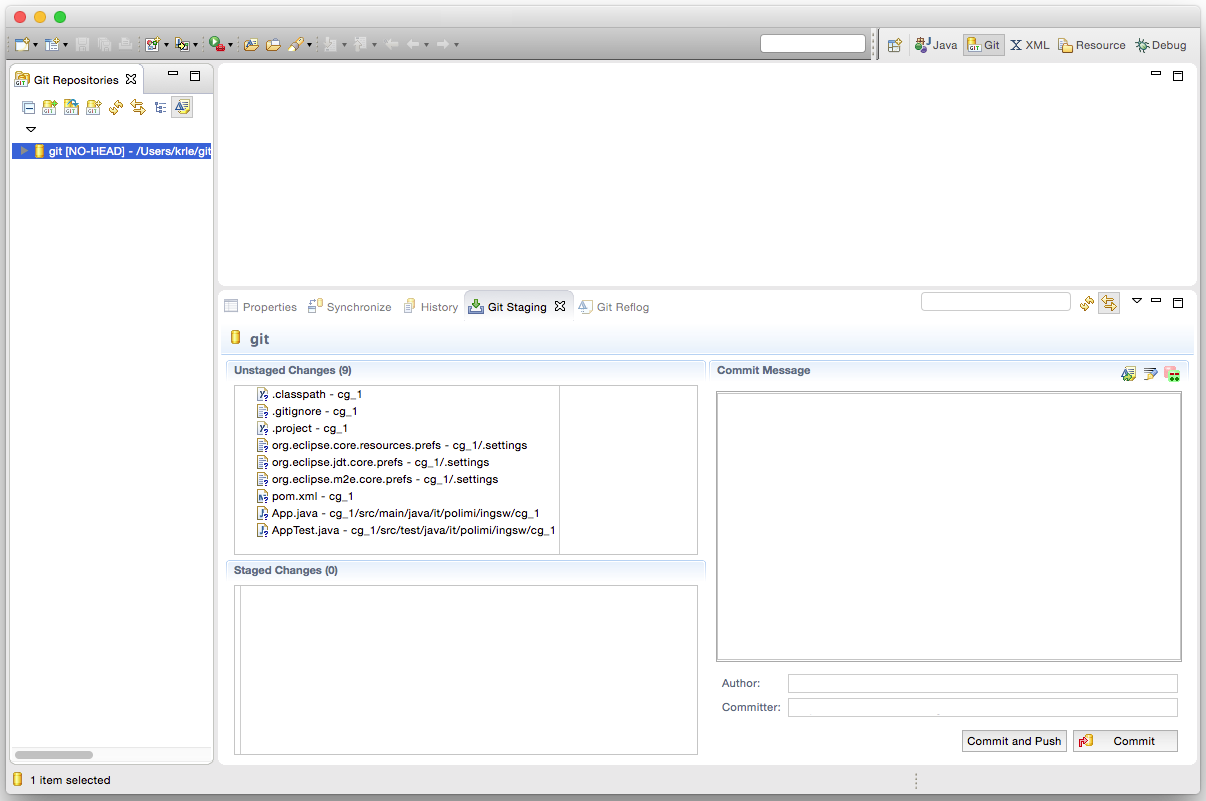 Java
Git
XML
Resource
Debug
Git Repositories
git [NO-HEAD] - /Users/krle/git
Properties
Synchronize
History
Git Staging
Git Reflog
git
Unstaged Changes (9)
.classpath - cg_1
.gitignore - cg_1
.project - cg_1
org.eclipse.core.resources.prefs - cg_1/.settings
org.eclipse.jdt.core.prefs - cg_1/.settings
org.eclipse.m2e.core.prefs - cg_1/.settings
pom.xml - cg_1
App.java - cg_1/src/main/java/it/polimi/ingsw/cg_1
AppTest.java - cg_1/src/test/java/it/polimi/ingsw/cg_1
Staged Changes (0)
Commit Message
Author:
Committer:
Commit and Push
Commit
1 item selected